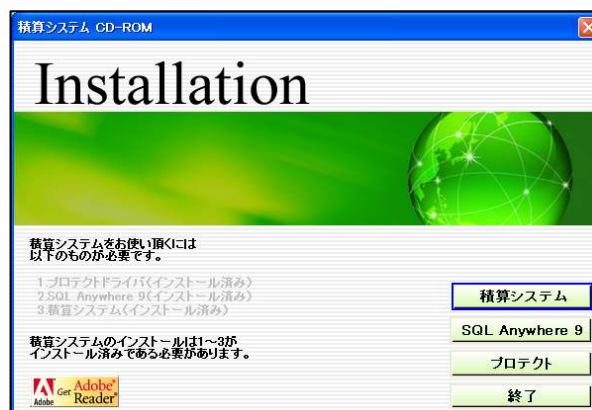 積算システム CD-ROM
Installation
積算システムをお使い頂くには
以下のものが必要です。
1.プロテクトドライバ(インストール済み)
2.SQL Anywhere 9(インストール済み)
3.積算システム(インストール済み)
積算システムのインストールは1～3が
インストール済みである必要があります。
積算システム
SQL Anywhere 9
プロテクト
終了
Adobe
Get Adobe®
Reader®